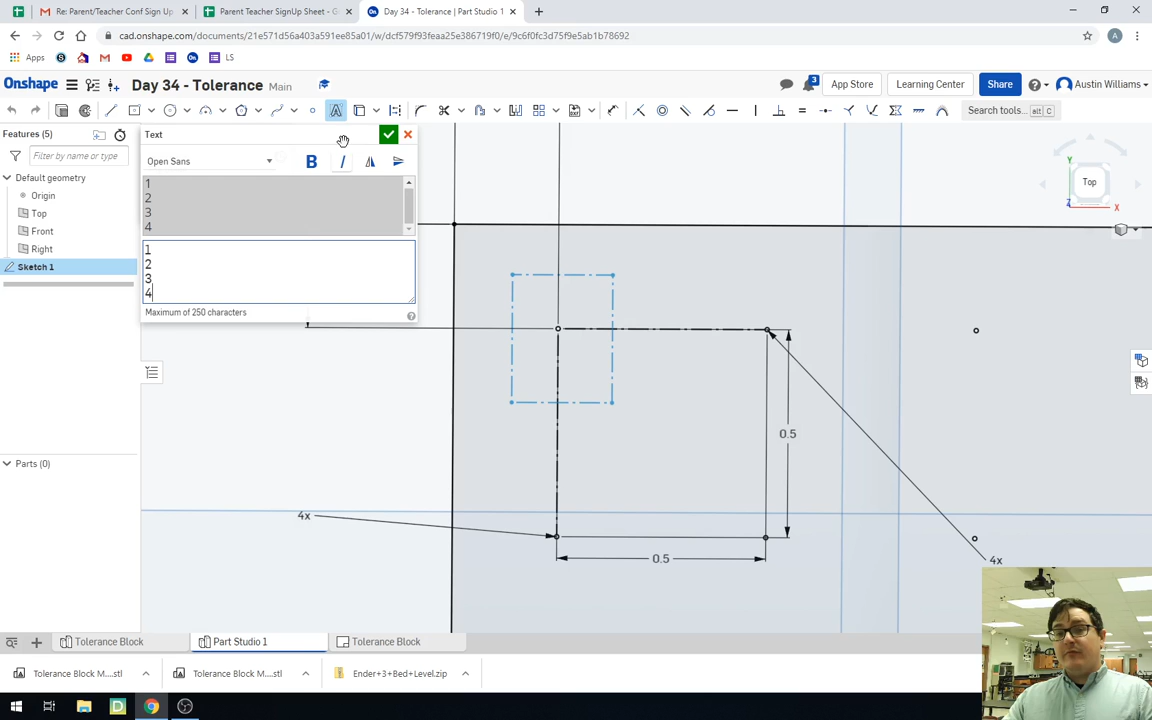 Re: Parent/Teacher Conf Sign Up
Parent Teacher SignUp Sheet - G
Day 34 - Tolerance | Part Studio 1
cad.onshape.com/documents/21e571d56a403a591ee85a01/w/dcf579f93feaa25e386719f0/e/9c6f0fc3d75f9e5ab1b78692
A
Apps
LS
Onshape
Day 34 - Tolerance Main
3
App Store
Learning Center
Share
Austin Williams
Search tools...
alt C
Features (5)
Filter by name or type
Default geometry
Origin
Top
Front
Right
Sketch 1
Parts (0)
Text
Open Sans
B
I
1
2
3
4
1
2
3
4
Maximum of 250 characters
Y
Top
Z
X
0.5
4x
0.5
4x
Tolerance Block
Part Studio 1
Tolerance Block
Tolerance Block M....stl
Tolerance Block M....stl
Ender+3+Bed+Level.zip